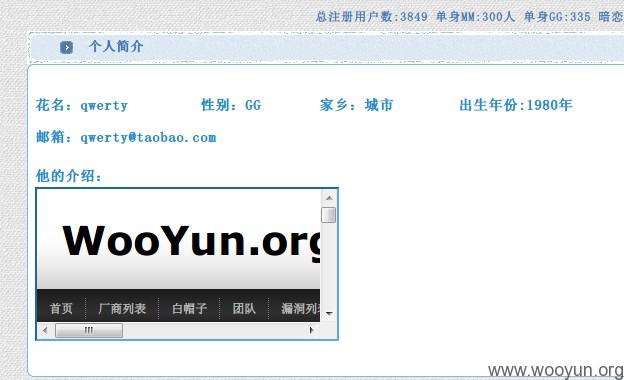 总注册用户数:3849 单身MM:300人 单身GG:335 暗恋
个人简介
花名：qwerty 性别：GG 家乡：城市 出生年份:1980年
邮箱：qwerty@taobao.com
他的介绍：
WooYun.org
首页 厂商列表 白帽子 团队 漏洞列
www.wooyun.org